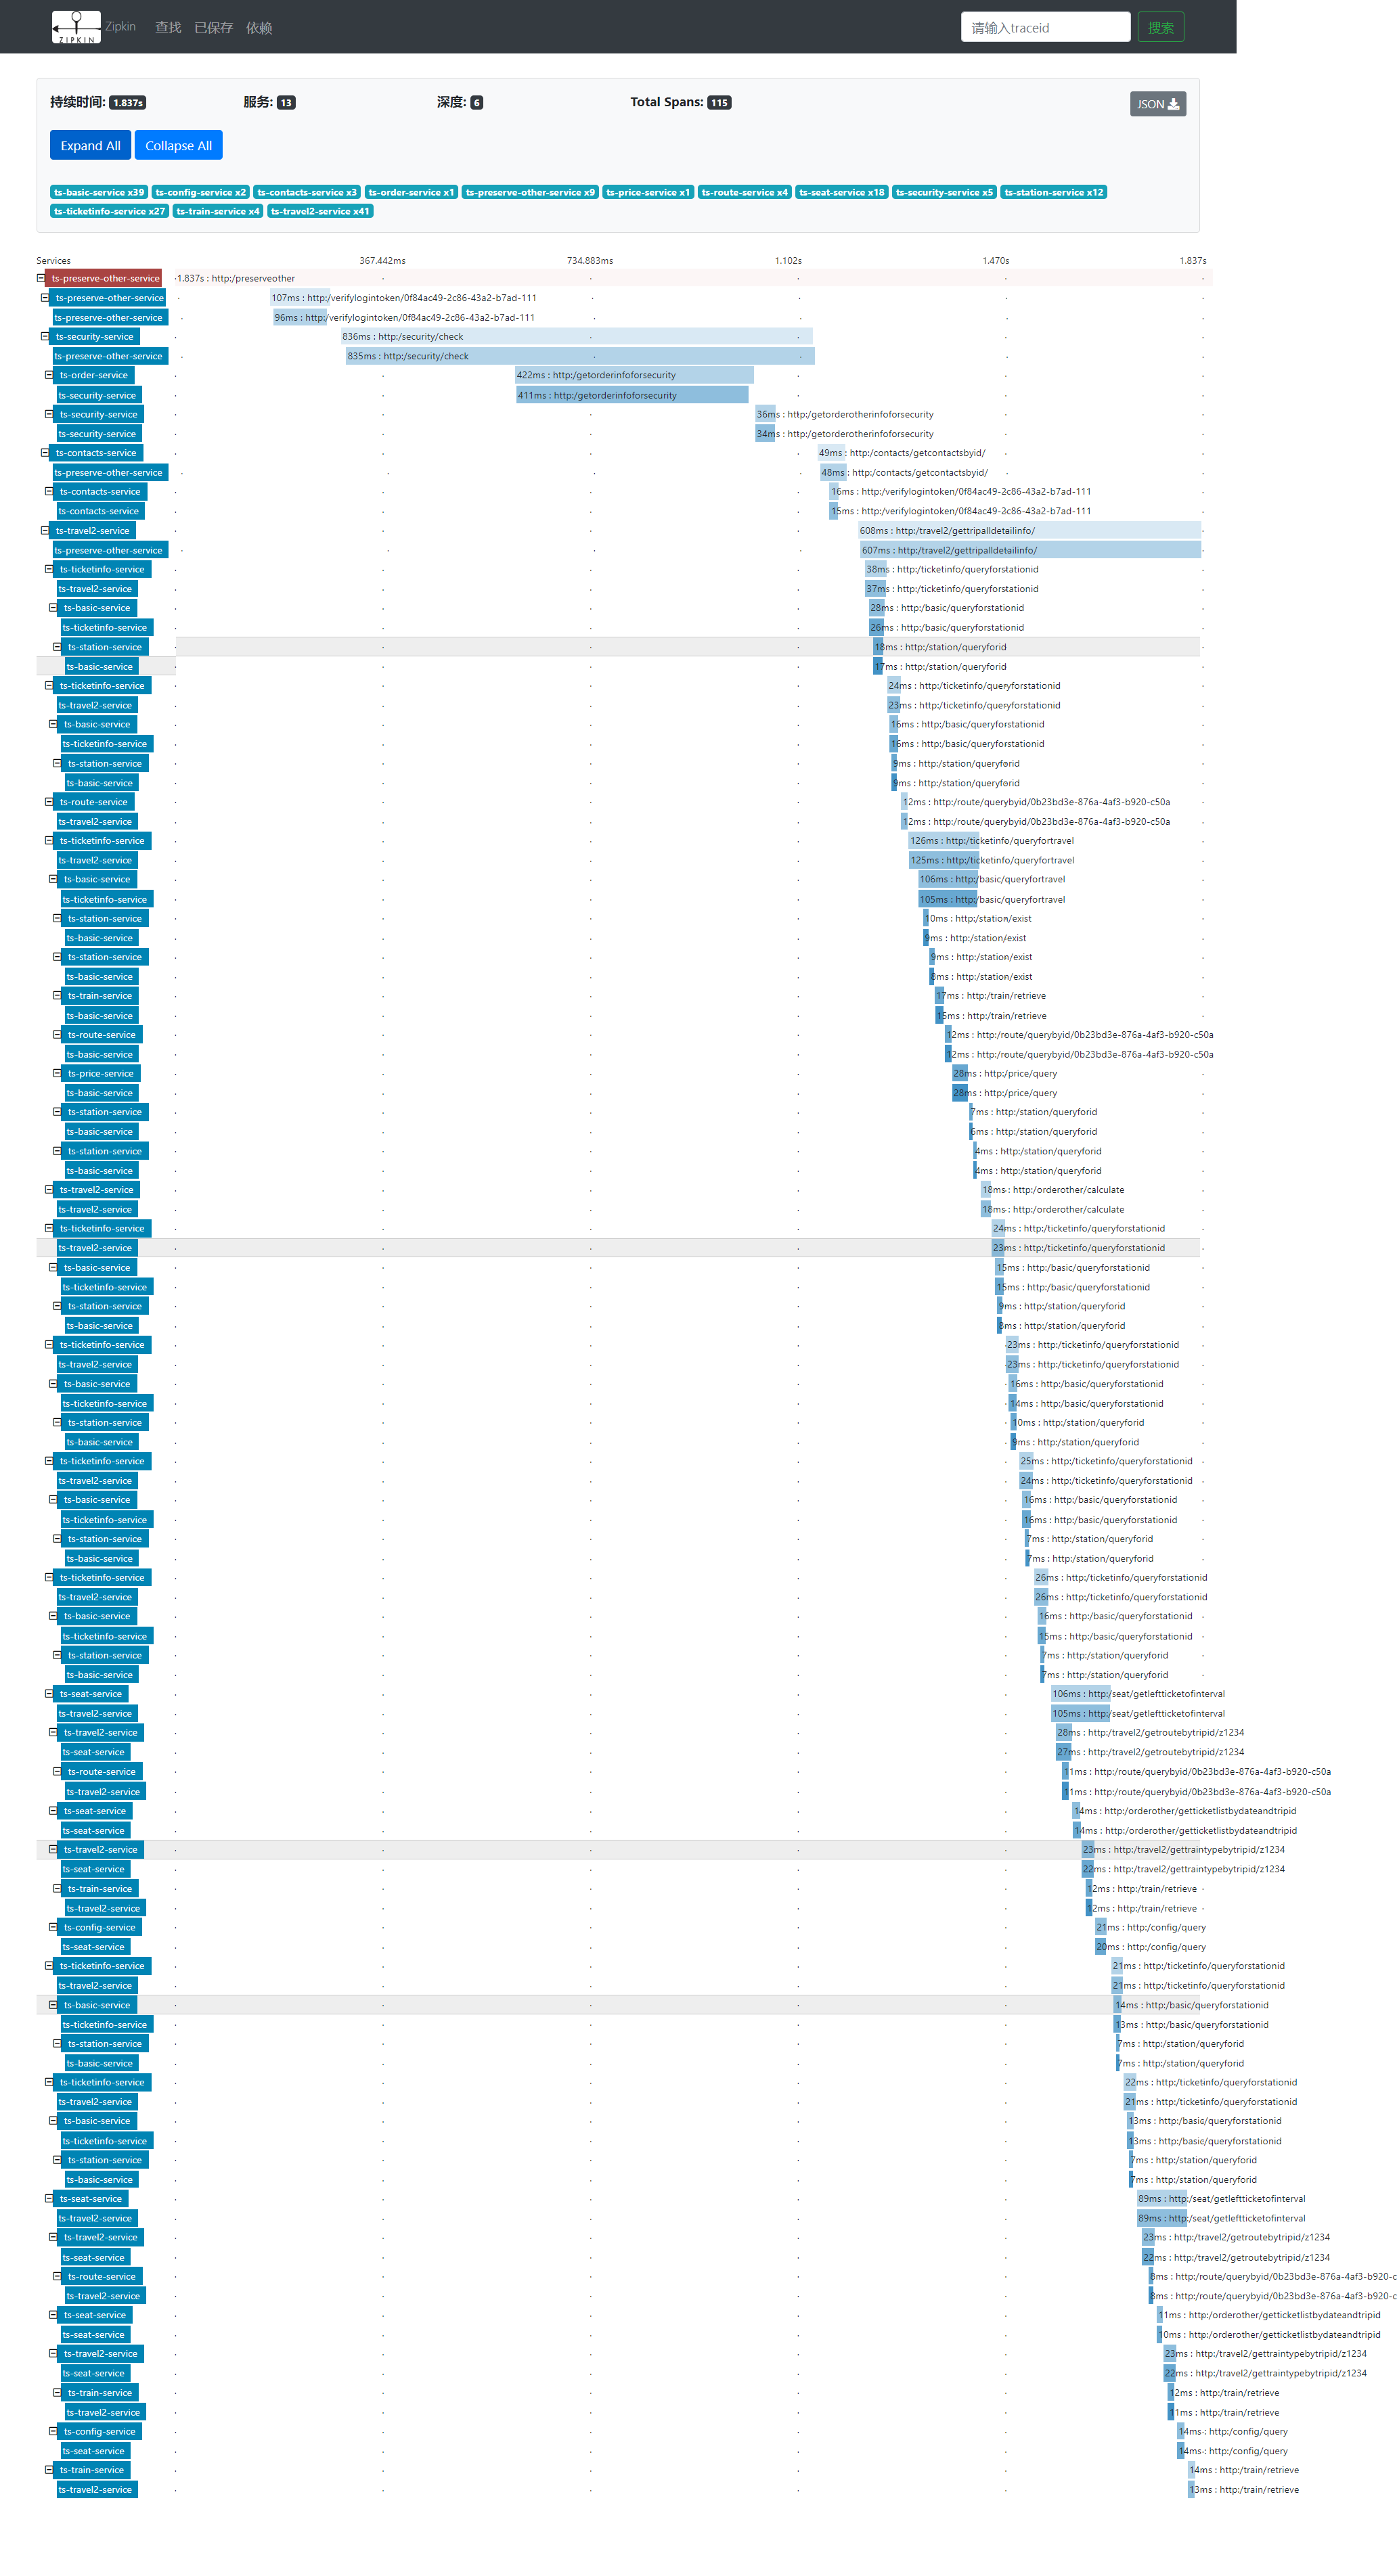 ZIPKIN Zipkin 查找 已保存 依赖 请输入traceid 搜索
持续时间: 1.837s 服务: 13 深度: 6 Total Spans: 115 JSON
Expand All Collapse All
ts-basic-service x39 ts-config-service x2 ts-contacts-service x3 ts-order-service x1 ts-preserve-other-service x9 ts-price-service x1 ts-route-service x4 ts-seat-service x18 ts-security-service x5 ts-station-service x12
ts-ticketinfo-service x27 ts-train-service x4 ts-travel2-service x41
Services 367.442ms 734.883ms 1.102s 1.470s 1.837s
ts-preserve-other-service 1.837s : http:/preserveother
ts-preserve-other-service 107ms : http:/verifylogintoken/0f84ac49-2c86-43a2-b7ad-111
ts-preserve-other-service 96ms : http:/verifylogintoken/0f84ac49-2c86-43a2-b7ad-111
ts-security-service 836ms : http:/security/check
ts-preserve-other-service 835ms : http:/security/check
ts-order-service 422ms : http:/getorderinfoforsecurity
ts-security-service 411ms : http:/getorderinfoforsecurity
ts-security-service 36ms : http:/getorderotherinfoforsecurity
ts-security-service 34ms : http:/getorderotherinfoforsecurity
ts-contacts-service 49ms : http:/contacts/getcontactsbyid/
ts-preserve-other-service 48ms : http:/contacts/getcontactsbyid/
ts-contacts-service 16ms : http:/verifylogintoken/0f84ac49-2c86-43a2-b7ad-111
ts-contacts-service 15ms : http:/verifylogintoken/0f84ac49-2c86-43a2-b7ad-111
ts-travel2-service 608ms : http:/travel2/gettripalldetailinfo/
ts-preserve-other-service 607ms : http:/travel2/gettripalldetailinfo/
ts-ticketinfo-service 38ms : http:/ticketinfo/queryforstationid
ts-travel2-service 37ms : http:/ticketinfo/queryforstationid
ts-basic-service 28ms : http:/basic/queryforstationid
ts-ticketinfo-service 26ms : http:/basic/queryforstationid
ts-station-service 18ms : http:/station/queryforid
ts-basic-service 17ms : http:/station/queryforid
ts-ticketinfo-service 24ms : http:/ticketinfo/queryforstationid
ts-travel2-service 23ms : http:/ticketinfo/queryforstationid
ts-basic-service 16ms : http:/basic/queryforstationid
ts-ticketinfo-service 16ms : http:/basic/queryforstationid
ts-station-service 9ms : http:/station/queryforid
ts-basic-service 9ms : http:/station/queryforid
ts-route-service 12ms : http:/route/querybyid/0b23bd3e-876a-4af3-b920-c50a
ts-travel2-service 12ms : http:/route/querybyid/0b23bd3e-876a-4af3-b920-c50a
ts-ticketinfo-service 126ms : http:/ticketinfo/queryfortravel
ts-travel2-service 125ms : http:/ticketinfo/queryfortravel
ts-basic-service 106ms : http:/basic/queryfortravel
ts-ticketinfo-service 105ms : http:/basic/queryfortravel
ts-station-service 10ms : http:/station/exist
ts-basic-service 9ms : http:/station/exist
ts-station-service 9ms : http:/station/exist
ts-basic-service 8ms : http:/station/exist
ts-train-service 17ms : http:/train/retrieve
ts-basic-service 15ms : http:/train/retrieve
ts-route-service 12ms : http:/route/querybyid/0b23bd3e-876a-4af3-b920-c50a
ts-basic-service 12ms : http:/route/querybyid/0b23bd3e-876a-4af3-b920-c50a
ts-price-service 28ms : http:/price/query
ts-basic-service 28ms : http:/price/query
ts-station-service 7ms : http:/station/queryforid
ts-basic-service 6ms : http:/station/queryforid
ts-station-service 4ms : http:/station/queryforid
ts-basic-service 4ms : http:/station/queryforid
ts-travel2-service 18ms : http:/orderother/calculate
ts-travel2-service 18ms : http:/orderother/calculate
ts-ticketinfo-service 24ms : http:/ticketinfo/queryforstationid
ts-travel2-service 23ms : http:/ticketinfo/queryforstationid
ts-basic-service 15ms : http:/basic/queryforstationid
ts-ticketinfo-service 15ms : http:/basic/queryforstationid
ts-station-service 9ms : http:/station/queryforid
ts-basic-service 8ms : http:/station/queryforid
ts-ticketinfo-service 23ms : http:/ticketinfo/queryforstationid
ts-travel2-service 23ms : http:/ticketinfo/queryforstationid
ts-basic-service 16ms : http:/basic/queryforstationid
ts-ticketinfo-service 14ms : http:/basic/queryforstationid
ts-station-service 10ms : http:/station/queryforid
ts-basic-service 9ms : http:/station/queryforid
ts-ticketinfo-service 25ms : http:/ticketinfo/queryforstationid
ts-travel2-service 24ms : http:/ticketinfo/queryforstationid
ts-basic-service 16ms : http:/basic/queryforstationid
ts-ticketinfo-service 16ms : http:/basic/queryforstationid
ts-station-service 7ms : http:/station/queryforid
ts-basic-service 7ms : http:/station/queryforid
ts-ticketinfo-service 26ms : http:/ticketinfo/queryforstationid
ts-travel2-service 26ms : http:/ticketinfo/queryforstationid
ts-basic-service 16ms : http:/basic/queryforstationid
ts-ticketinfo-service 15ms : http:/basic/queryforstationid
ts-station-service 7ms : http:/station/queryforid
ts-basic-service 7ms : http:/station/queryforid
ts-seat-service 106ms : http:/seat/getleftticketofinterval
ts-travel2-service 105ms : http:/seat/getleftticketofinterval
ts-travel2-service 28ms : http:/travel2/getroutebytripid/z1234
ts-seat-service 27ms : http:/travel2/getroutebytripid/z1234
ts-route-service 11ms : http:/route/querybyid/0b23bd3e-876a-4af3-b920-c50a
ts-travel2-service 11ms : http:/route/querybyid/0b23bd3e-876a-4af3-b920-c50a
ts-seat-service 14ms : http:/orderother/getticketlistbydateandtripid
ts-seat-service 14ms : http:/orderother/getticketlistbydateandtripid
ts-travel2-service 23ms : http:/travel2/gettraintypebytripid/z1234
ts-seat-service 22ms : http:/travel2/gettraintypebytripid/z1234
ts-train-service 12ms : http:/train/retrieve
ts-travel2-service 12ms : http:/train/retrieve
ts-config-service 21ms : http:/config/query
ts-seat-service 20ms : http:/config/query
ts-ticketinfo-service 21ms : http:/ticketinfo/queryforstationid
ts-travel2-service 21ms : http:/ticketinfo/queryforstationid
ts-basic-service 14ms : http:/basic/queryforstationid
ts-ticketinfo-service 13ms : http:/basic/queryforstationid
ts-station-service 7ms : http:/station/queryforid
ts-basic-service 7ms : http:/station/queryforid
ts-ticketinfo-service 22ms : http:/ticketinfo/queryforstationid
ts-travel2-service 21ms : http:/ticketinfo/queryforstationid
ts-basic-service 13ms : http:/basic/queryforstationid
ts-ticketinfo-service 13ms : http:/basic/queryforstationid
ts-station-service 7ms : http:/station/queryforid
ts-basic-service 7ms : http:/station/queryforid
ts-seat-service 89ms : http:/seat/getleftticketofinterval
ts-travel2-service 89ms : http:/seat/getleftticketofinterval
ts-travel2-service 23ms : http:/travel2/getroutebytripid/z1234
ts-seat-service 22ms : http:/travel2/getroutebytripid/z1234
ts-route-service 8ms : http:/route/querybyid/0b23bd3e-876a-4af3-b920-c
ts-travel2-service 8ms : http:/route/querybyid/0b23bd3e-876a-4af3-b920-c
ts-seat-service 11ms : http:/orderother/getticketlistbydateandtripid
ts-seat-service 10ms : http:/orderother/getticketlistbydateandtripid
ts-travel2-service 23ms : http:/travel2/gettraintypebytripid/z1234
ts-seat-service 22ms : http:/travel2/gettraintypebytripid/z1234
ts-train-service 12ms : http:/train/retrieve
ts-travel2-service 11ms : http:/train/retrieve
ts-config-service 14ms : http:/config/query
ts-seat-service 14ms : http:/config/query
ts-train-service 14ms : http:/train/retrieve
ts-travel2-service 13ms : http:/train/retrieve